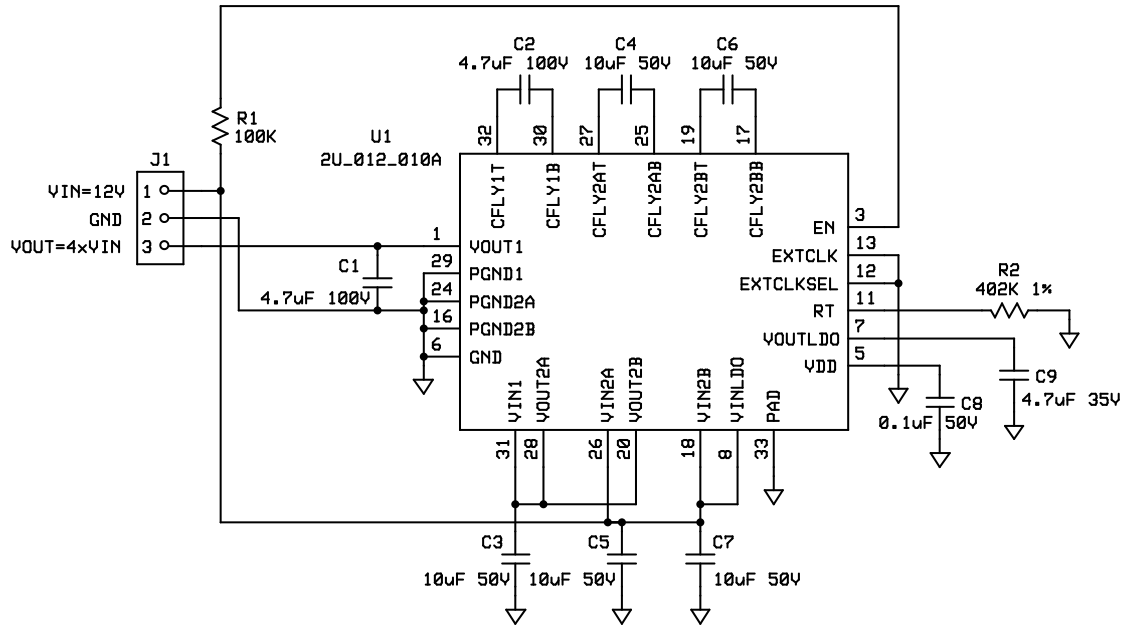 C2
4.7uF 100V
C4
10uF 50V
C6
10uF 50V
R1
100K
U1
2U_012_010A
32
30
27
25
19
17
CFLY1T
CFLY1B
CFLY2AT
CFLY2AB
CFLY2BT
CFLY2BB
J1
VIN=12V
1
GND
2
VOUT=4xVIN
3
1
VOUT1
29
PGND1
24
PGND2A
16
PGND2B
6
GND
C1
4.7uF 100V
3
EN
13
EXTCLK
12
EXTCLKSEL
11
RT
7
VOUTLDO
5
VDD
R2
402K 1%
C9
4.7uF 35V
C8
0.1uF 50V
VIN1
VOUT2A
VIN2A
VOUT2B
VIN2B
VINLDO
PAD
31
28
26
20
18
8
33
C3
10uF 50V
C5
10uF 50V
C7
10uF 50V